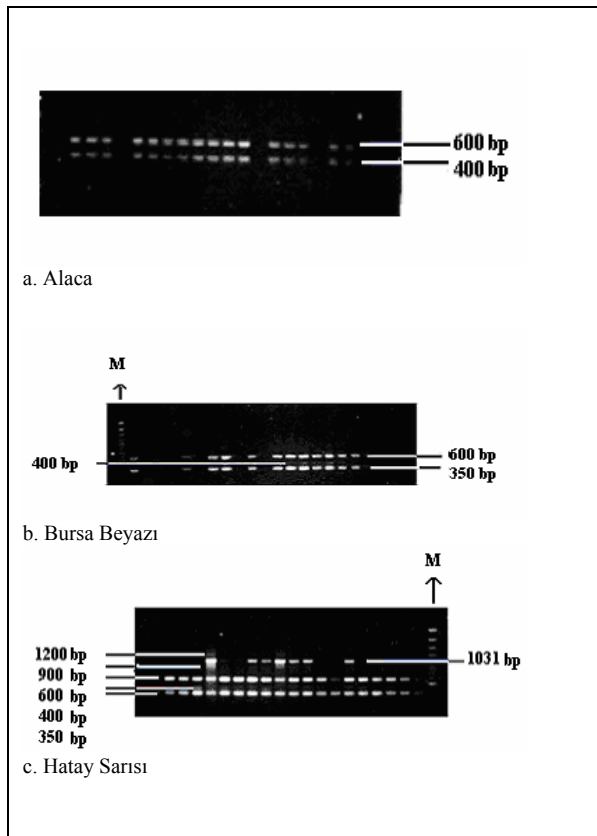 600 bp
400 bp
a. Alaca
M
400 bp
600 bp
350 bp
b. Bursa Beyazı
M
1200 bp
900 bp
600 bp
400 bp
350 bp
1031 bp
c. Hatay Sarısı